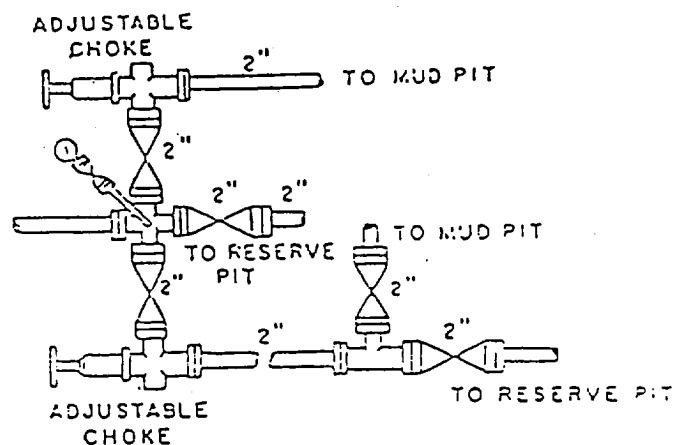 ADJUSTABLE
CHOKE
2"
TO MUD PIT
2"
2"
2"
TO RESERVE
PIT
TO MUD PIT
2"
2"
2"
2"
TO RESERVE PIT
ADJUSTABLE
CHOKE